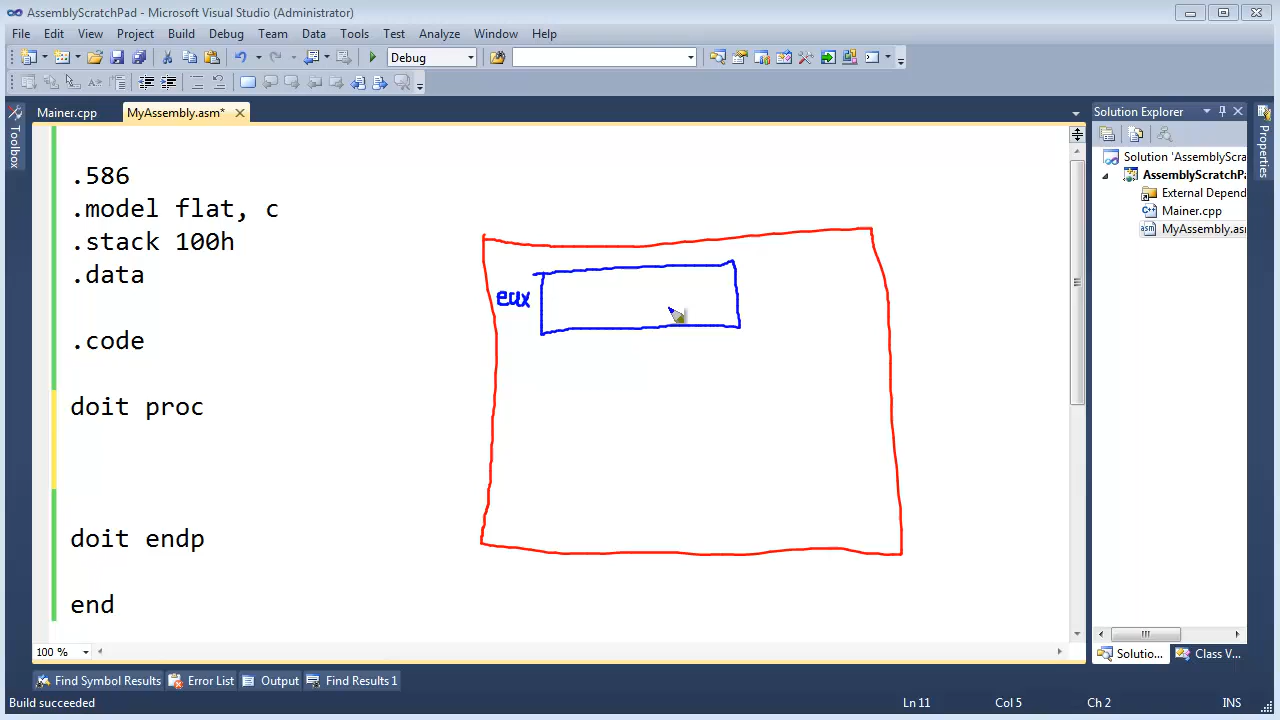 AssemblyScratchPad - Microsoft Visual Studio (Administrator)
File Edit View Project Build Debug Team Data Tools Test Analyze Window Help
Debug
Mainer.cpp MyAssembly.asm*
Solution Explorer
Toolbox
Properties
Solution 'AssemblyScra
AssemblyScratchPa
External Depend
Mainer.cpp
MyAssembly.asm
.586
.model flat, c
.stack 100h
.data
.code
doit proc
doit endp
end
eax
100 %
Solutio... Class V...
Find Symbol Results Error List Output Find Results 1
Build succeeded Ln 11 Col 5 Ch 2 INS